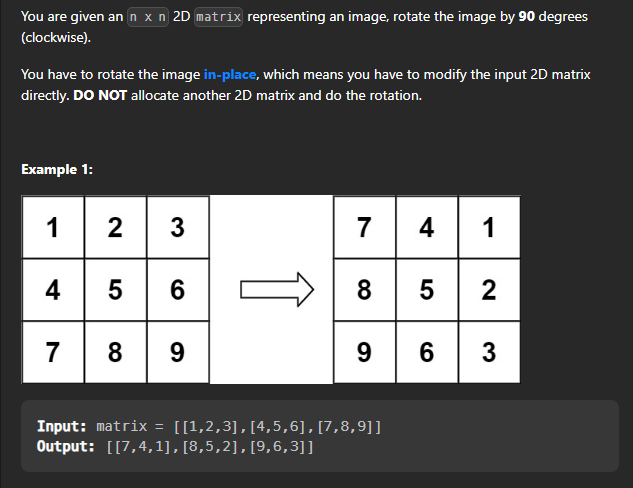 You are given an n x n 2D matrix representing an image, rotate the image by 90 degrees
(clockwise).
You have to rotate the image in-place, which means you have to modify the input 2D matrix
directly. DO NOT allocate another 2D matrix and do the rotation.
Example 1:
1 2 3 7 4 1
4 5 6 8 5 2
7 8 9 9 6 3
Input: matrix = [[1,2,3],[4,5,6],[7,8,9]]
Output: [[7,4,1],[8,5,2],[9,6,3]]